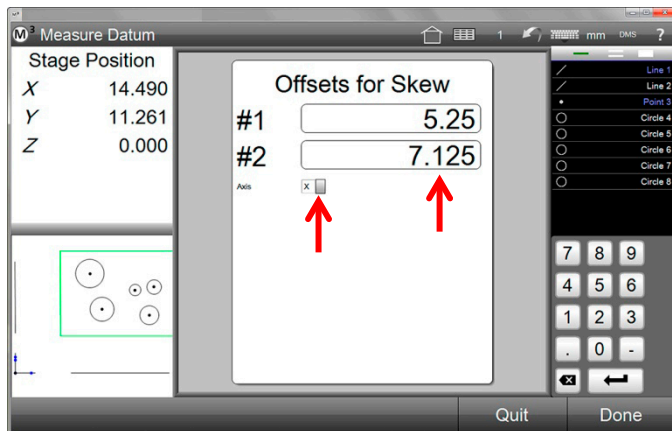 M³ Measure Datum
1
mm
DMS
?
Stage Position
X 14.490
Y 11.261
Z 0.000
Offsets for Skew
#1 5.25
#2 7.125
Axis X
Line 1
Line 2
Point 3
Circle 4
Circle 5
Circle 6
Circle 7
Circle 8
7 8 9
4 5 6
1 2 3
. 0 -
Quit Done